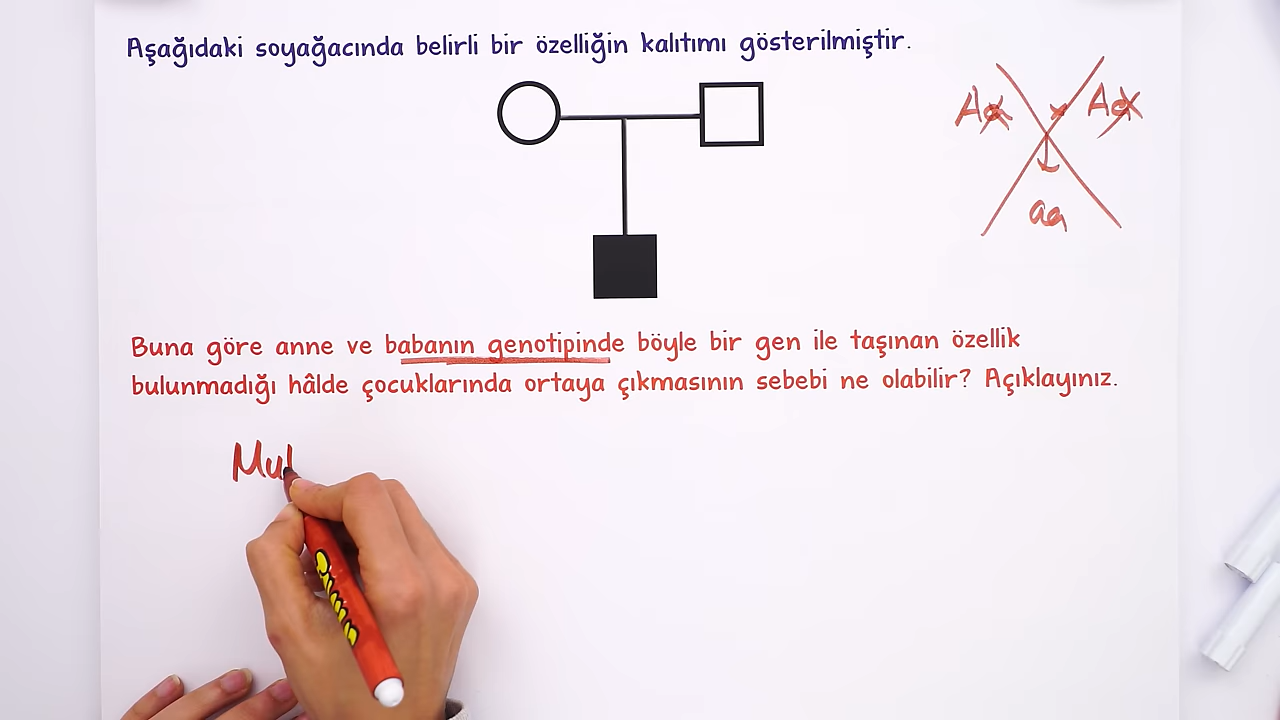 Aşağıdaki soyağacında belirli bir özelliğin kalıtımı gösterilmiştir.
Aa x Aa
aa
Buna göre anne ve babanın genotipinde böyle bir gen ile taşınan özellik
bulunmadığı hâlde çocuklarında ortaya çıkmasının sebebi ne olabilir? Açıklayınız.
Mu